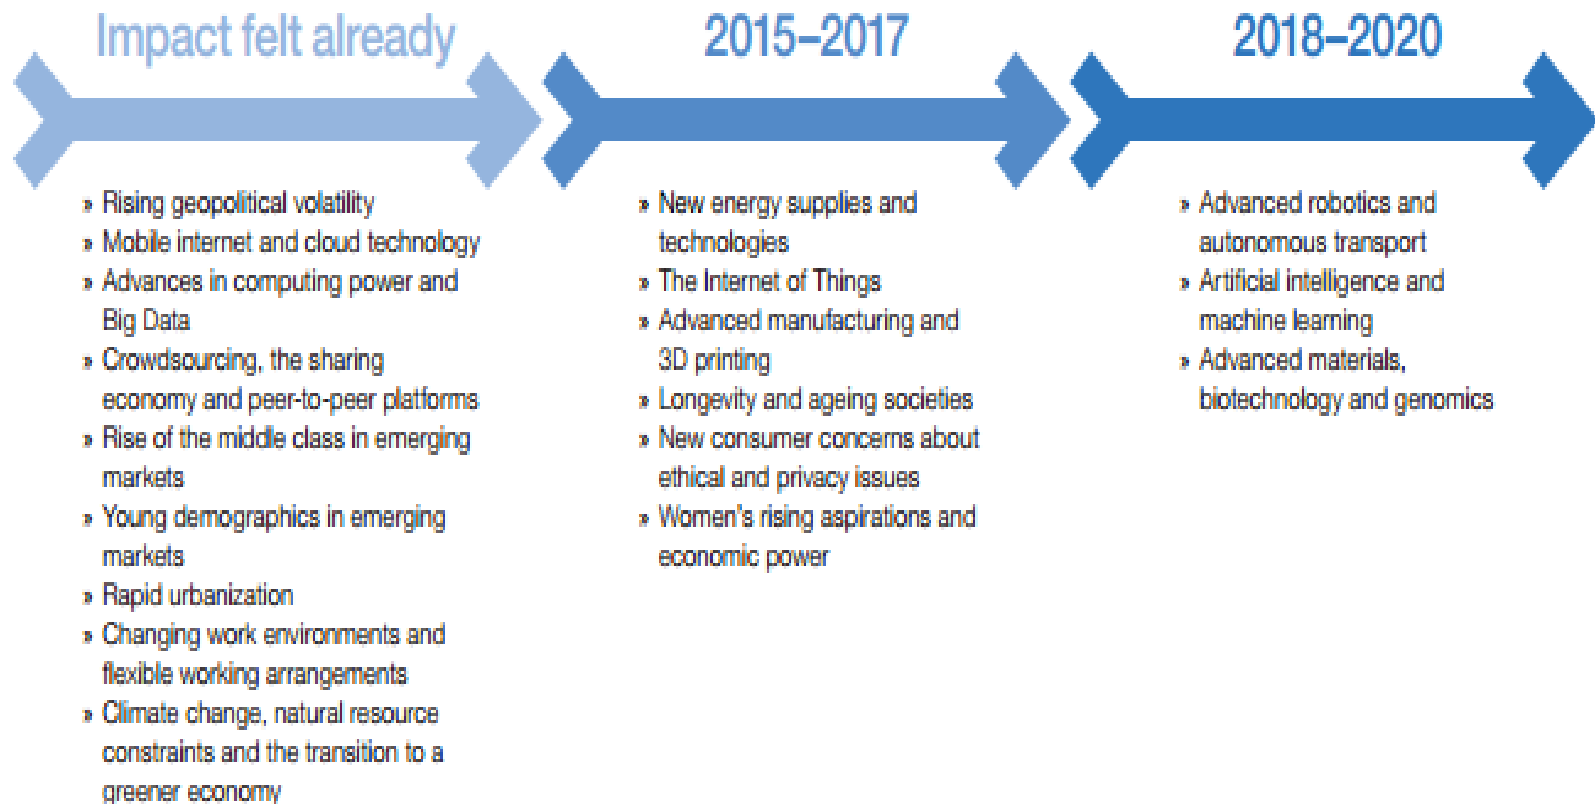 Impact felt already
» Rising geopolitical volatility
» Mobile internet and cloud technology
» Advances in computing power and
Big Data
» Crowdsourcing, the sharing
economy and peer-to-peer platforms
» Rise of the middle class in emerging
markets
» Young demographics in emerging
markets
» Rapid urbanization
» Changing work environments and
flexible working arrangements
» Climate change, natural resource
constraints and the transition to a
greener economy
2015–2017
» New energy supplies and
technologies
» The Internet of Things
» Advanced manufacturing and
3D printing
» Longevity and ageing societies
» New consumer concerns about
ethical and privacy issues
» Women's rising aspirations and
economic power
2018–2020
» Advanced robotics and
autonomous transport
» Artificial intelligence and
machine learning
» Advanced materials,
biotechnology and genomics